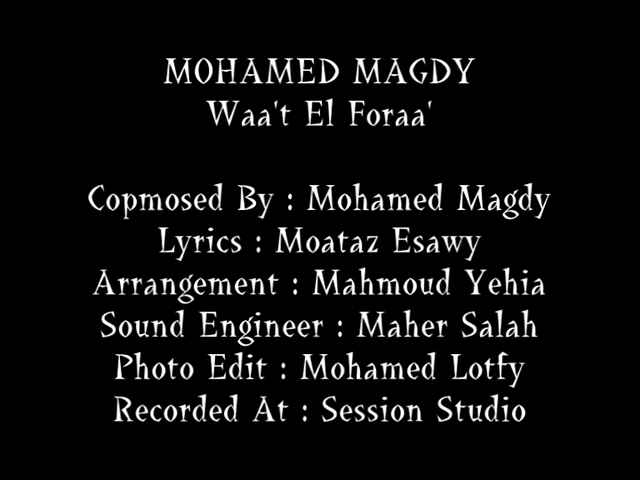 MOHAMED MAGDY
Waa't El Foraa'
Copmosed By : Mohamed Magdy
Lyrics : Moataz Esawy
Arrangement : Mahmoud Yehia
Sound Engineer : Maher Salah
Photo Edit : Mohamed Lotfy
Recorded At : Session Studio